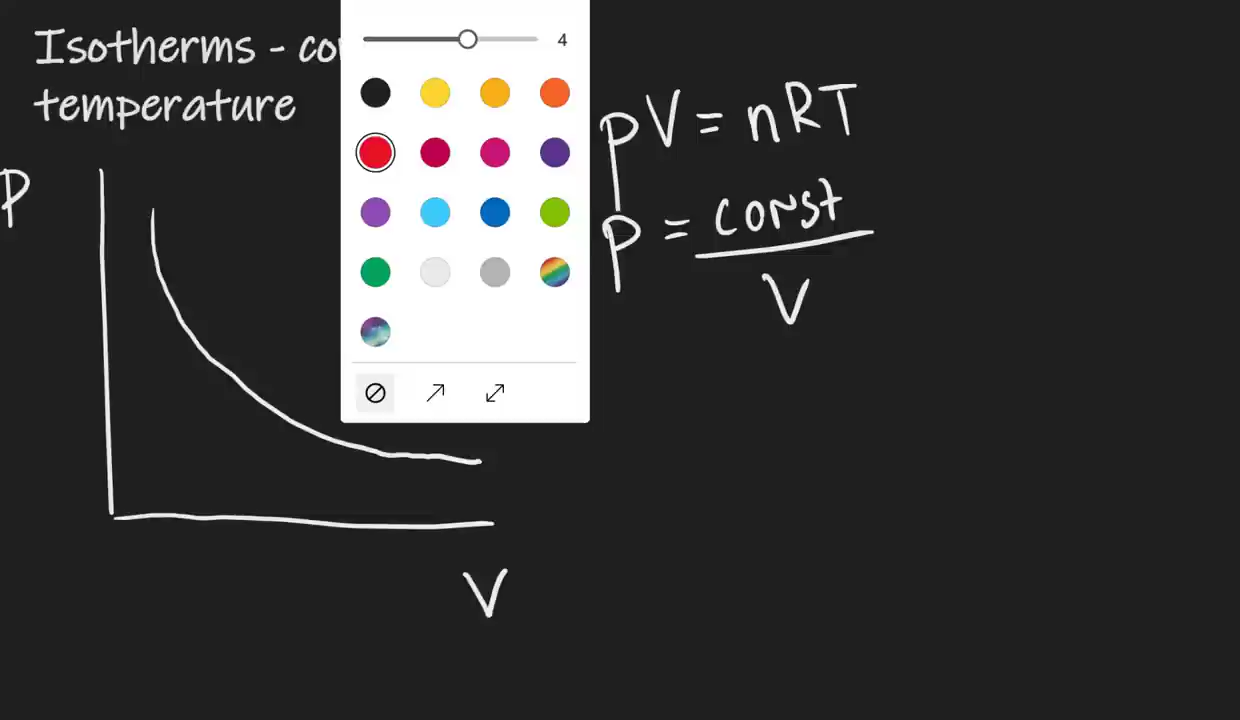 Isotherms - co
temperature
4
pV = nRT
P
p = const
V
V